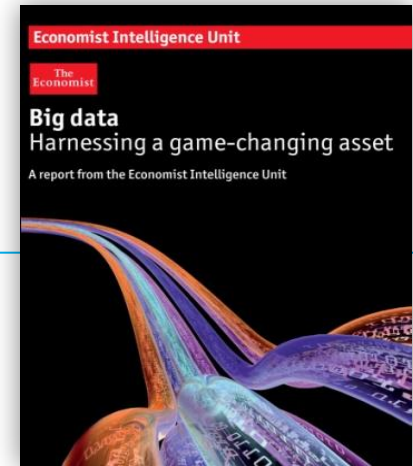 Economist Intelligence Unit
The
Economist
Big data
Harnessing a game-changing asset
A report from the Economist Intelligence Unit